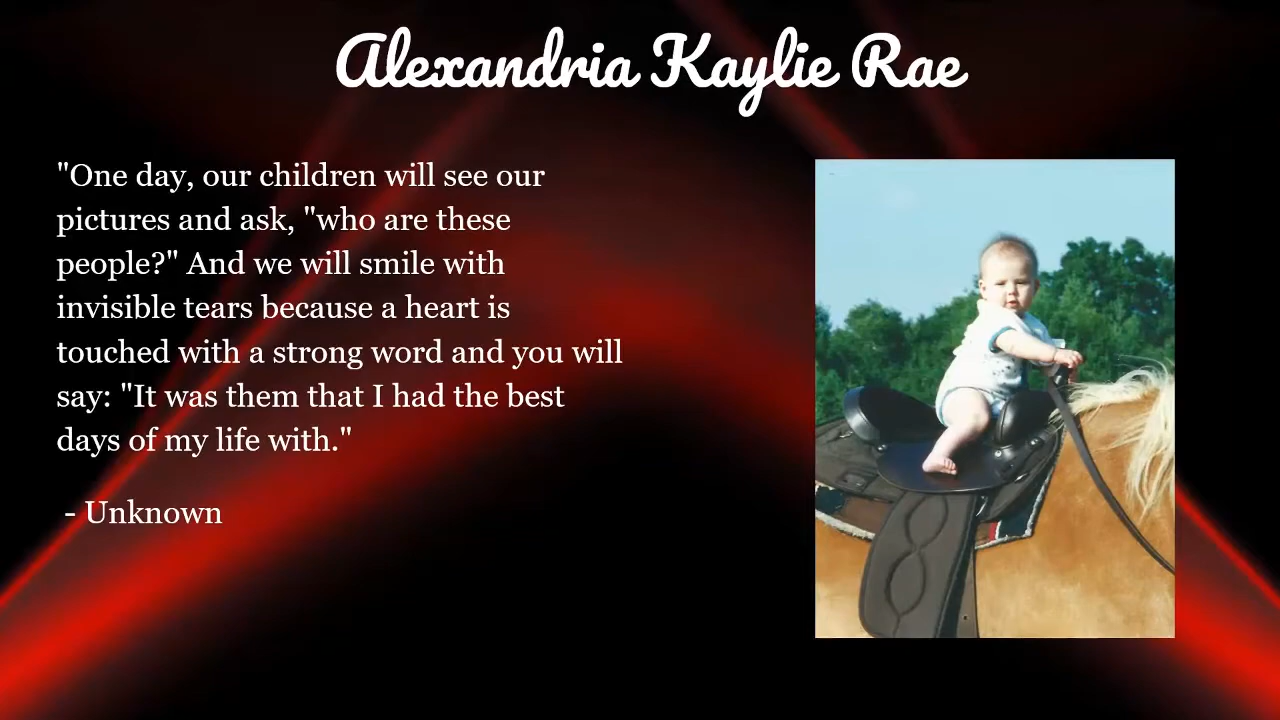 Alexandria Kaylie Rae
"One day, our children will see our
pictures and ask, "who are these
people?" And we will smile with
invisible tears because a heart is
touched with a strong word and you will
say: "It was them that I had the best
days of my life with."
- Unknown